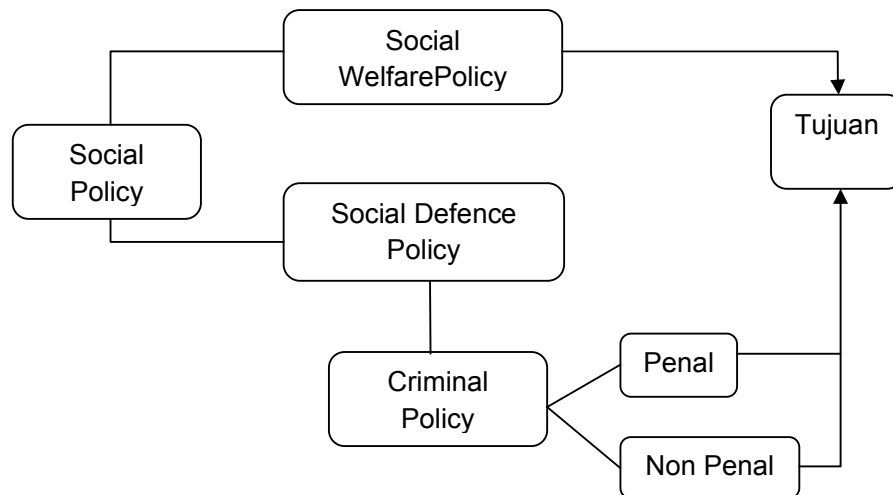 Social
WelfarePolicy
Tujuan
Social
Policy
Social Defence
Policy
Criminal
Policy
Penal
Non Penal